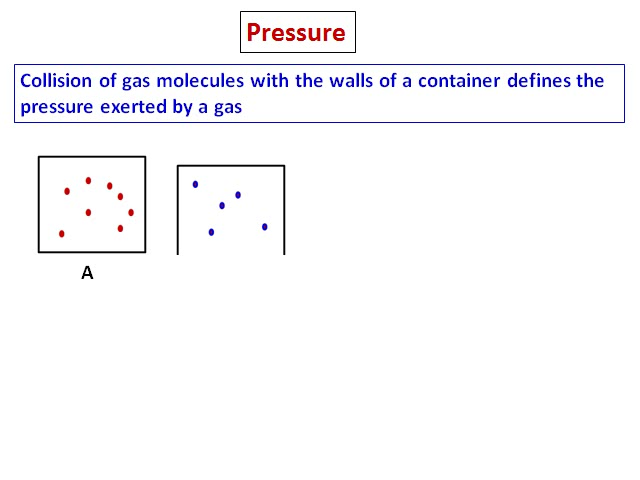 Pressure
Collision of gas molecules with the walls of a container defines the
pressure exerted by a gas
A